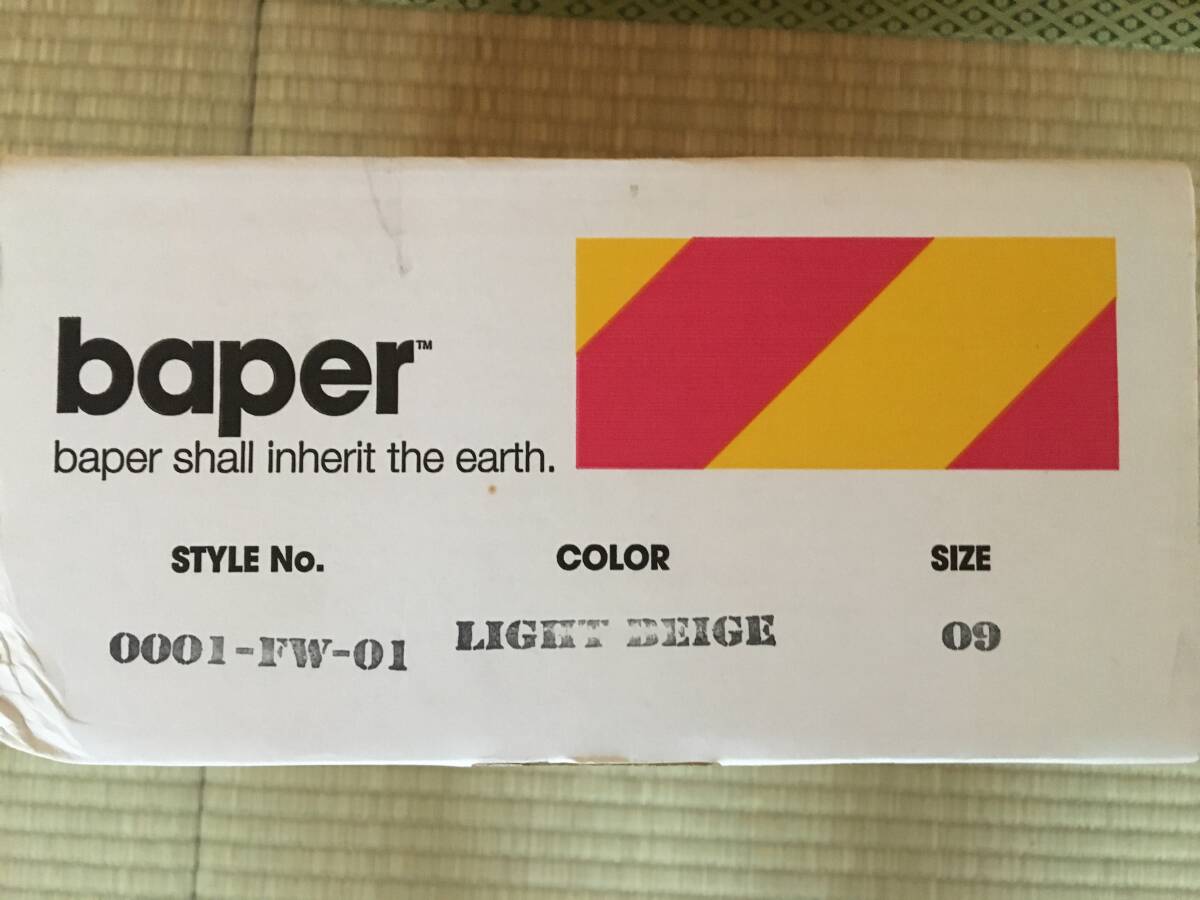 baper™
baper shall inherit the earth.
STYLE No. COLOR SIZE
0001-FW-01 LIGHT BEIGE 09